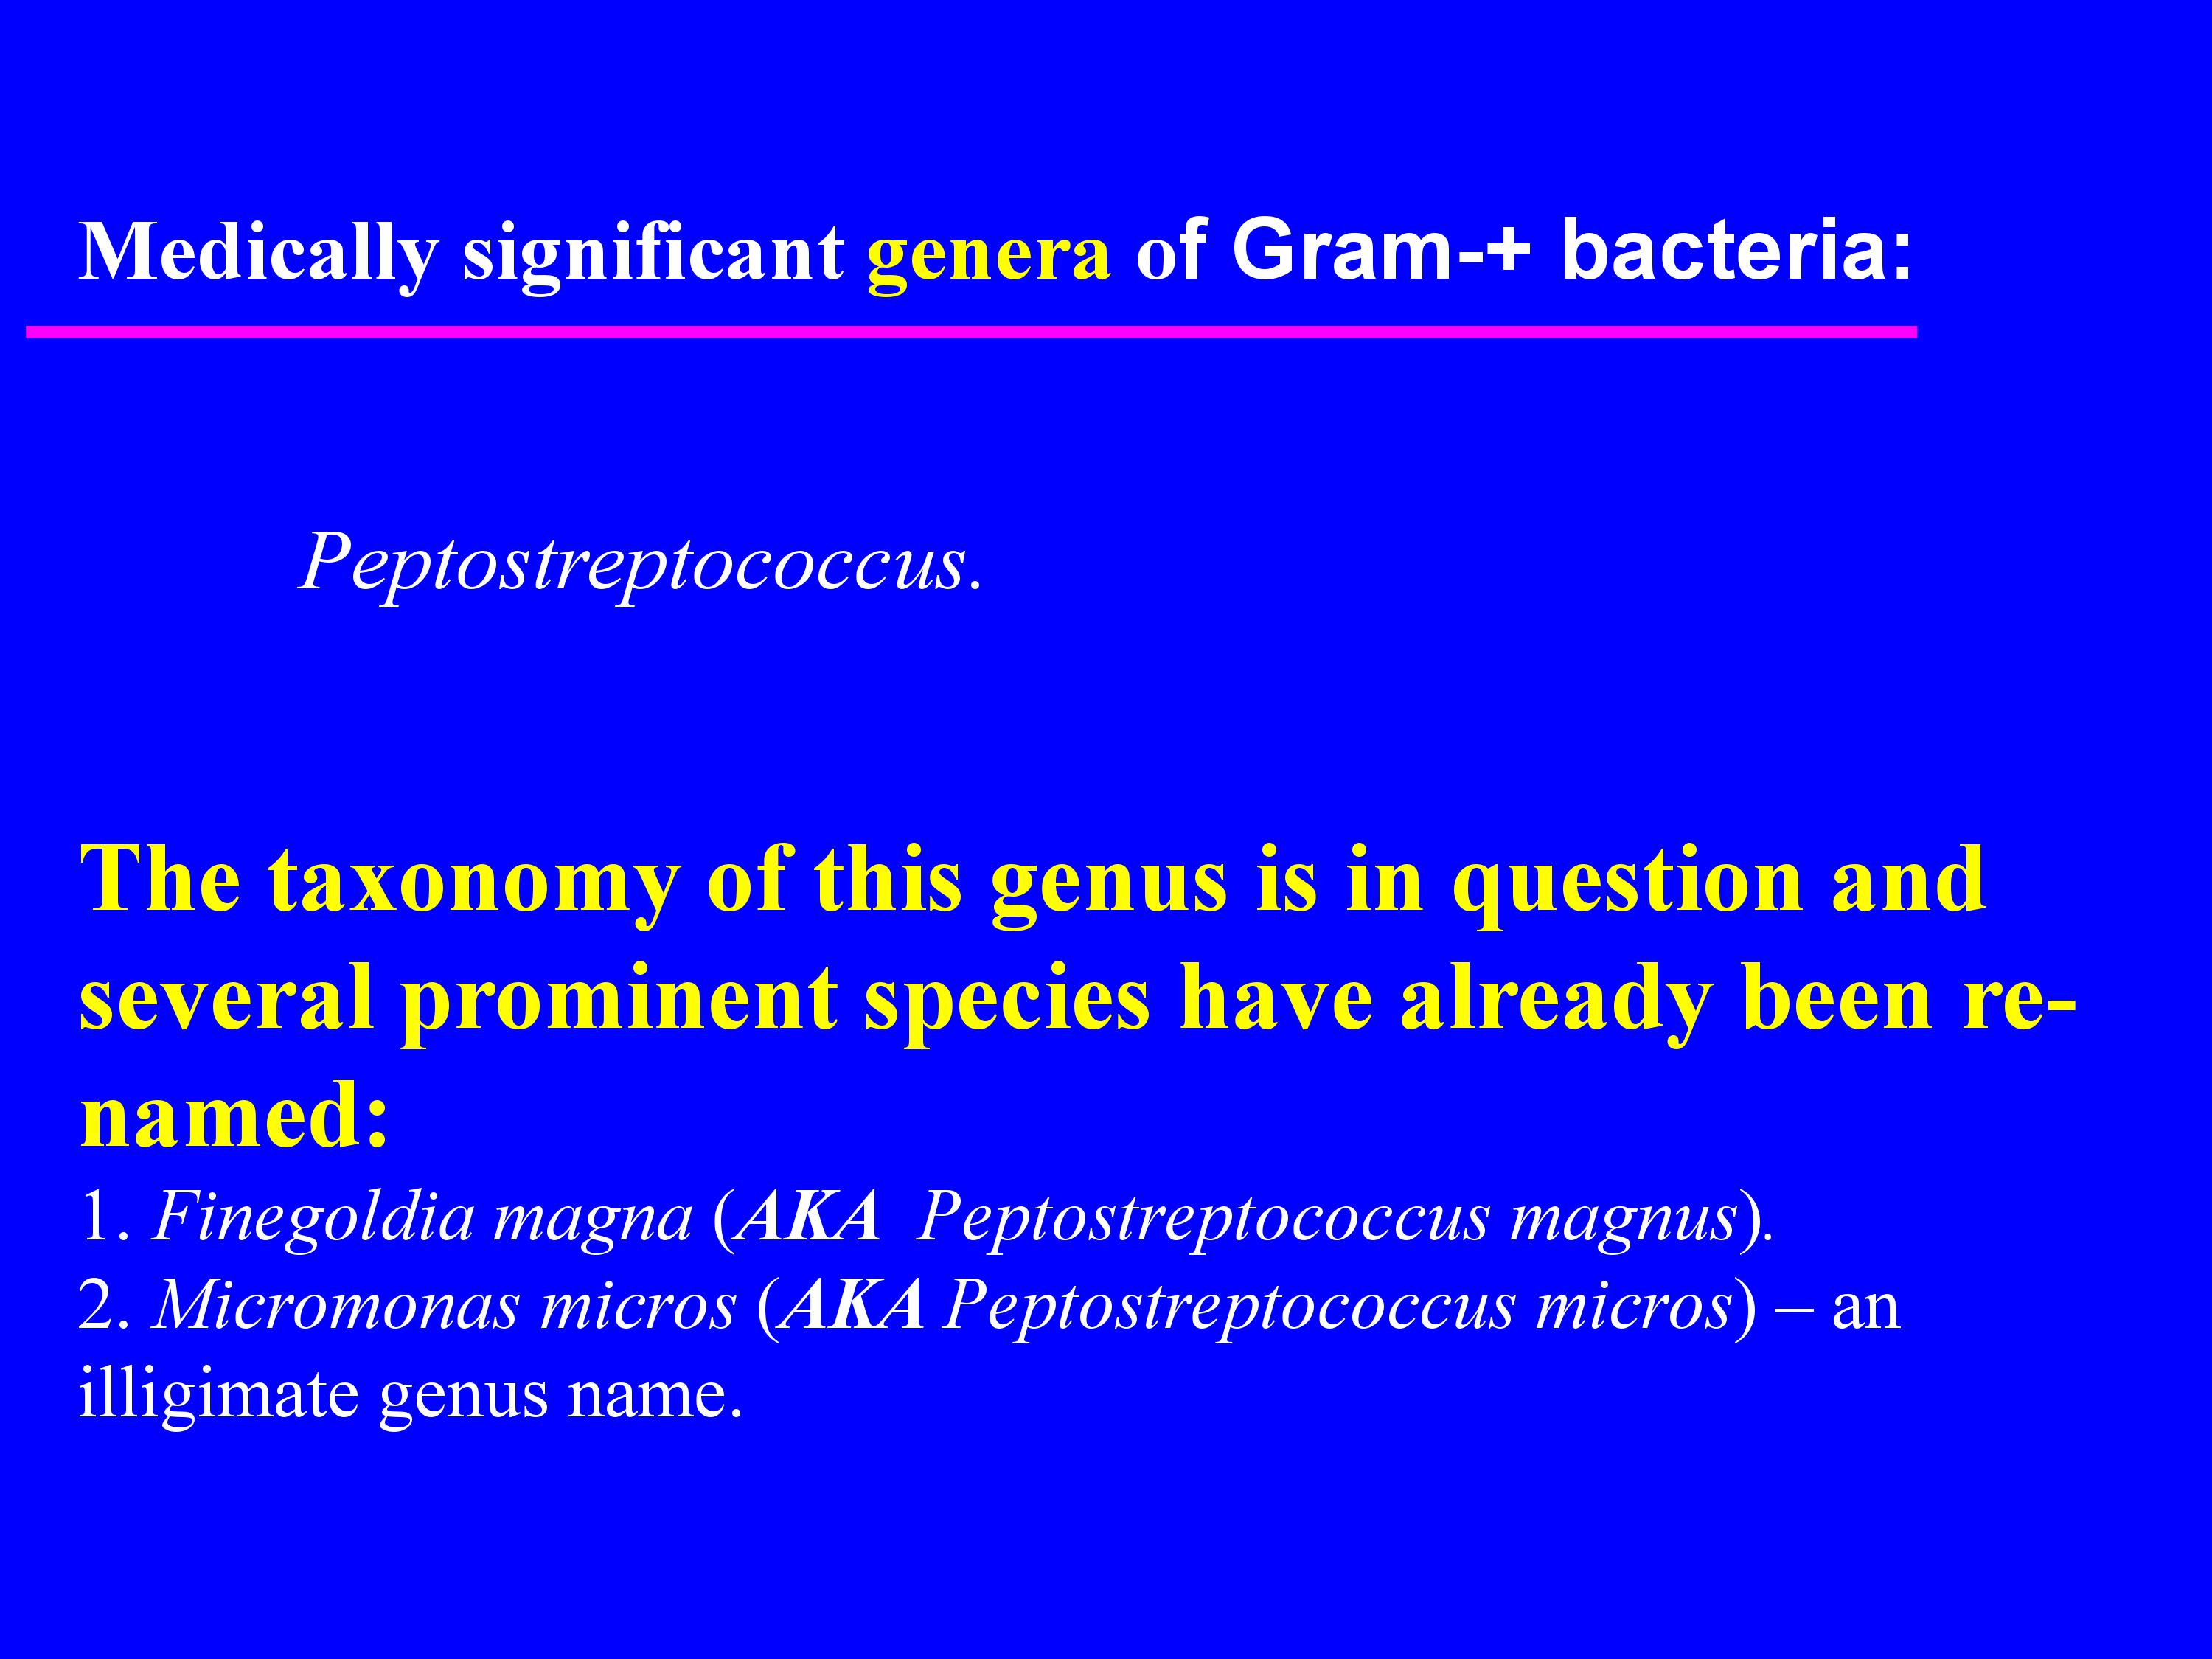 Medically significant genera of Gram-+ bacteria:
Peptostreptococcus.
The taxonomy of this genus is in question and
several prominent species have already been re-
named:
1. Finegoldia magna (AKA  Peptostreptococcus magnus).
2. Micromonas micros (AKA Peptostreptococcus micros) – an
illigimate genus name.